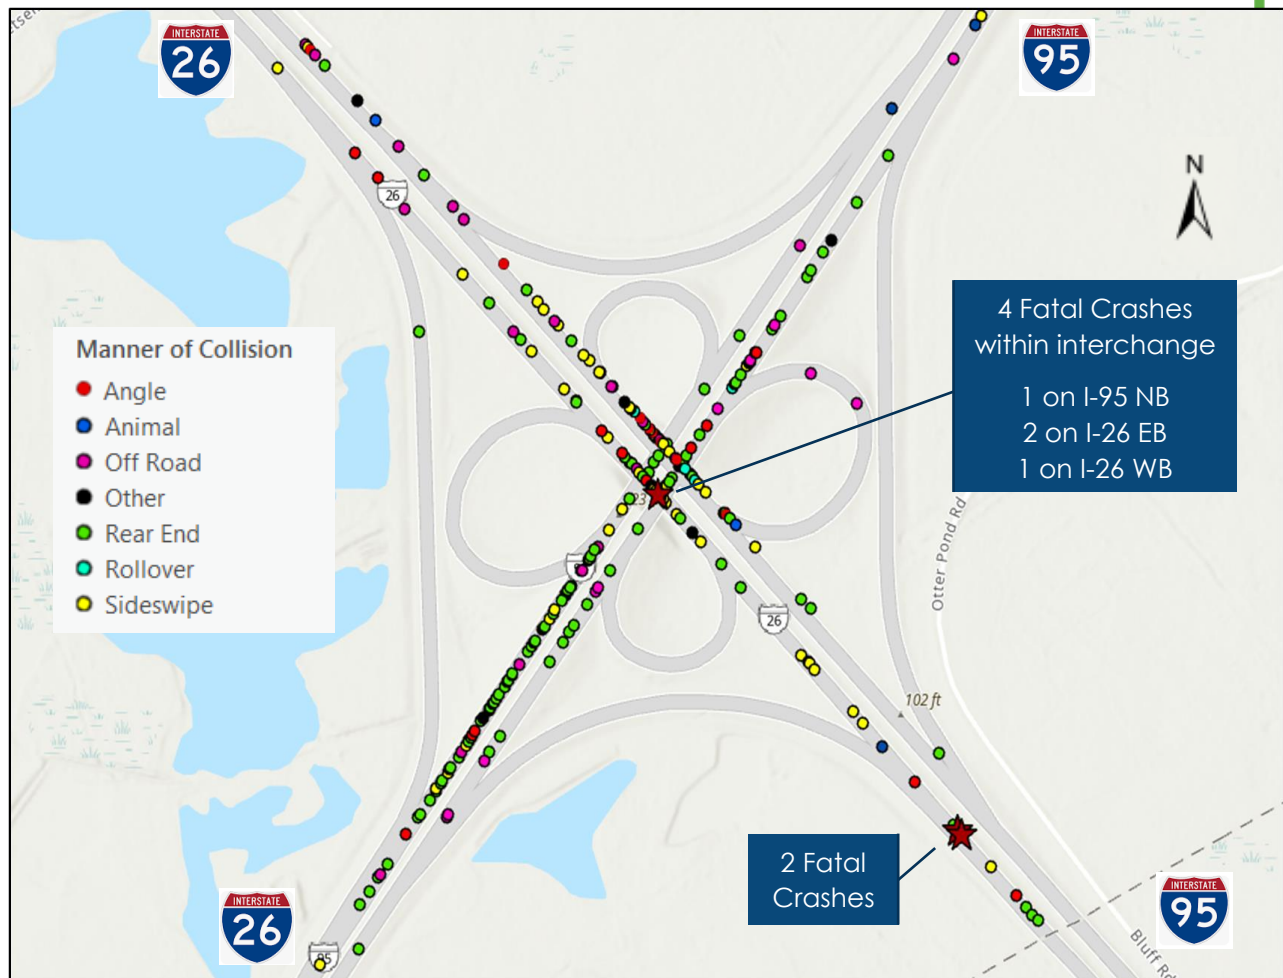 INTERSTATE
26
INTERSTATE
95
N
26
4 Fatal Crashes
within interchange
1 on I-95 NB
2 on I-26 EB
1 on I-26 WB
Manner of Collision
Angle
Animal
Off Road
Other
Rear End
Rollover
Sideswipe
Otter Pond Rd
26
102 ft
2 Fatal
Crashes
INTERSTATE
26
INTERSTATE
95
95
Bluff Rd